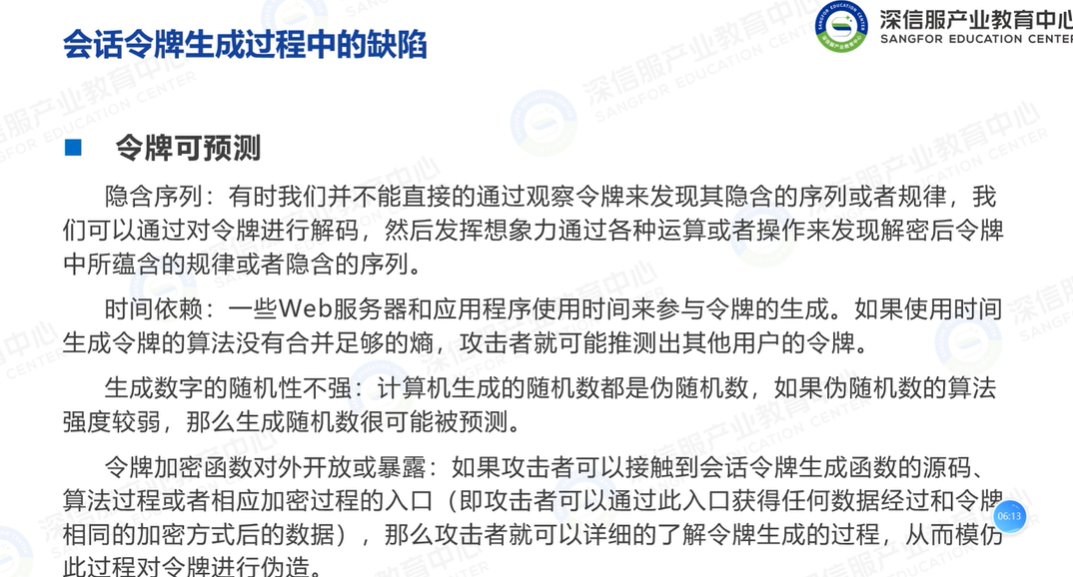 会话令牌生成过程中的缺陷
深信服产业教育中心
SANGFOR EDUCATION CENTER
令牌可预测
隐含序列：有时我们并不能直接的通过观察令牌来发现其隐含的序列或者规律，我
们可以通过对令牌进行解码，然后发挥想象力通过各种运算或者操作来发现解密后令牌
中所蕴含的规律或者隐含的序列。
时间依赖：一些Web服务器和应用程序使用时间来参与令牌的生成。如果使用时间
生成令牌的算法没有合并足够的熵，攻击者就可能推测出其他用户的令牌。
生成数字的随机性不强：计算机生成的随机数都是伪随机数，如果伪随机数的算法
强度较弱，那么生成随机数很可能被预测。
令牌加密函数对外开放或暴露：如果攻击者可以接触到会话令牌生成函数的源码、
算法过程或者相应加密过程的入口（即攻击者可以通过此入口获得任何数据经过和令牌
相同的加密方式后的数据），那么攻击者就可以详细的了解令牌生成的过程，从而模仿
此过程对令牌进行伪造。
06:13